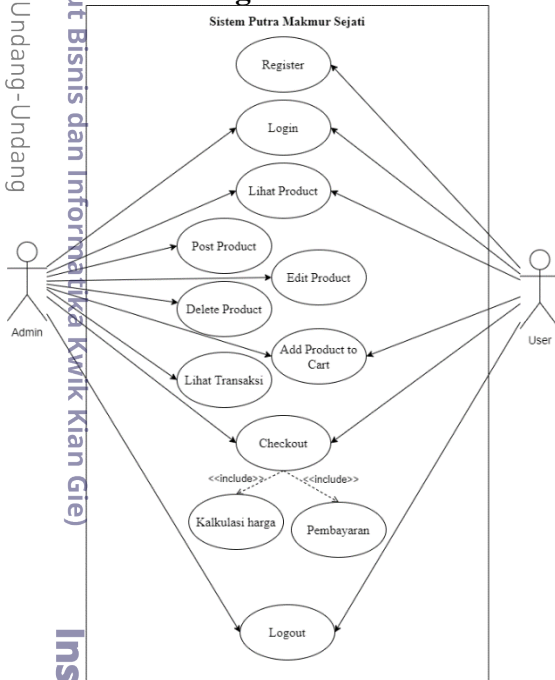 g
Sistem Putra Makmur Sejati
Register
Login
Lihat Product
Post Product
Edit Product
Delete Product
Add Product to
Cart
Lihat Transaksi
Checkout
<<include>>
<<include>>
Kalkulasi harga
Pembayaran
Logout
Admin
User
Undang-Undang
ut Bisnis dan Informatika Kwik Kian Gie)
Ins